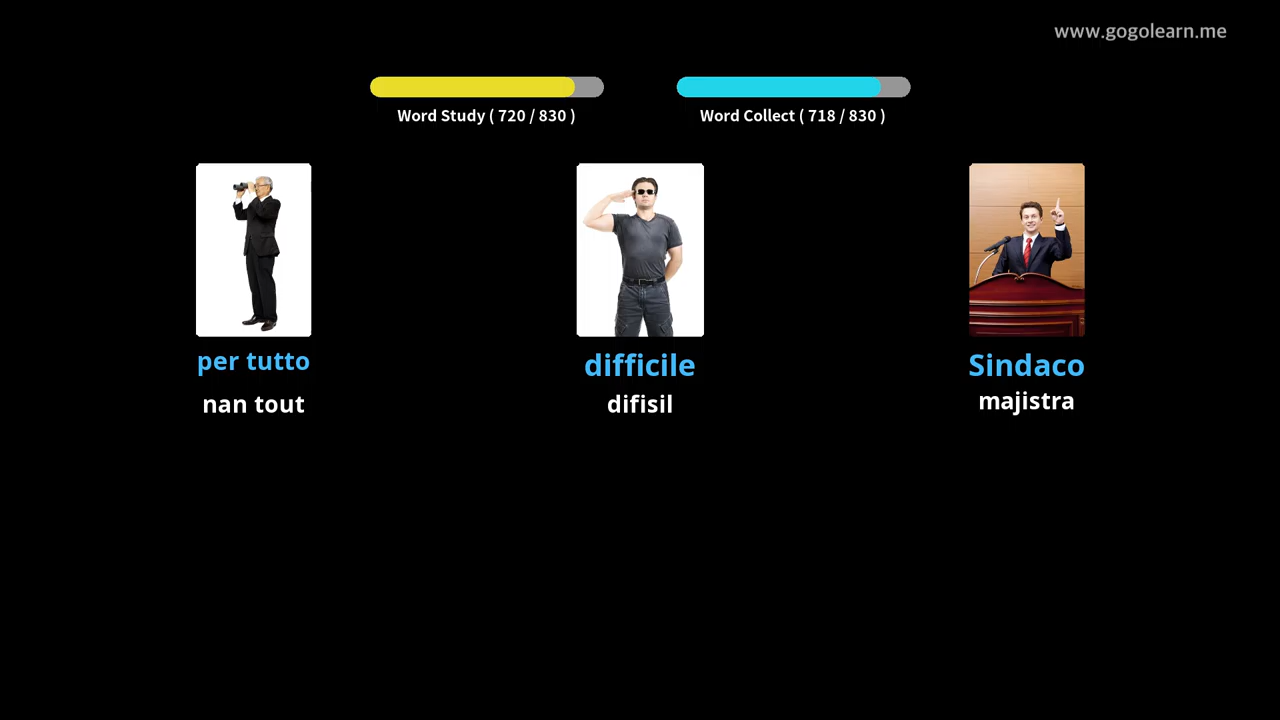 www.gogolearn.me
Word Study ( 720 / 830 )
Word Collect ( 718 / 830 )
per tutto
difficile
Sindaco
nan tout
difisil
majistra